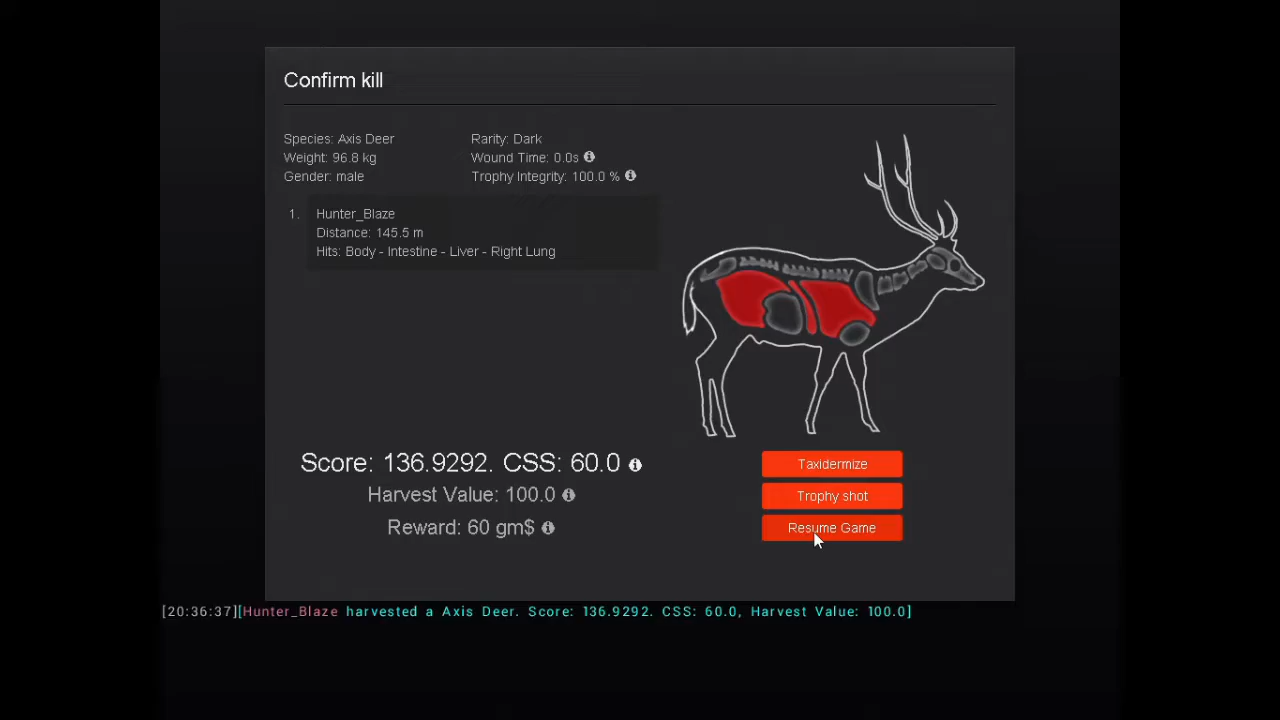 Confirm kill
Species: Axis Deer
Weight: 96.8 kg
Gender: male
Rarity: Dark
Wound Time: 0.0s
Trophy Integrity: 100.0 %
1. Hunter_Blaze
Distance: 145.5 m
Hits: Body - Intestine - Liver - Right Lung
Score: 136.9292. CSS: 60.0
Harvest Value: 100.0
Reward: 60 gm$
Taxidermize
Trophy shot
Resume Game
[20:36:37][Hunter_Blaze harvested a Axis Deer. Score: 136.9292. CSS: 60.0, Harvest Value: 100.0]